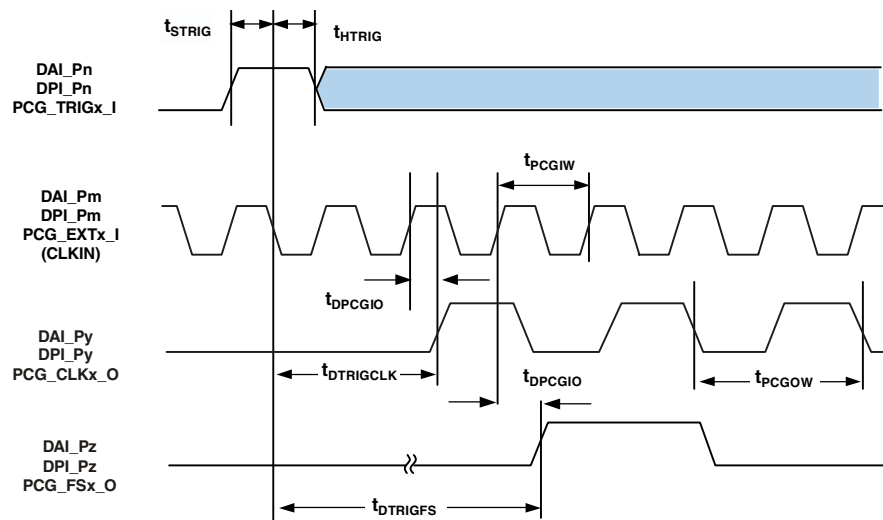 tSTRIG
tHTRIG
DAI_Pn
DPI_Pn
PCG_TRIGx_I
tPCGIW
DAI_Pm
DPI_Pm
PCG_EXTx_I
(CLKIN)
tDPCGIO
DAI_Py
DPI_Py
PCG_CLKx_O
tDTRIGCLK
tDPCGIO
tPCGOW
DAI_Pz
DPI_Pz
PCG_FSx_O
tDTRIGFS